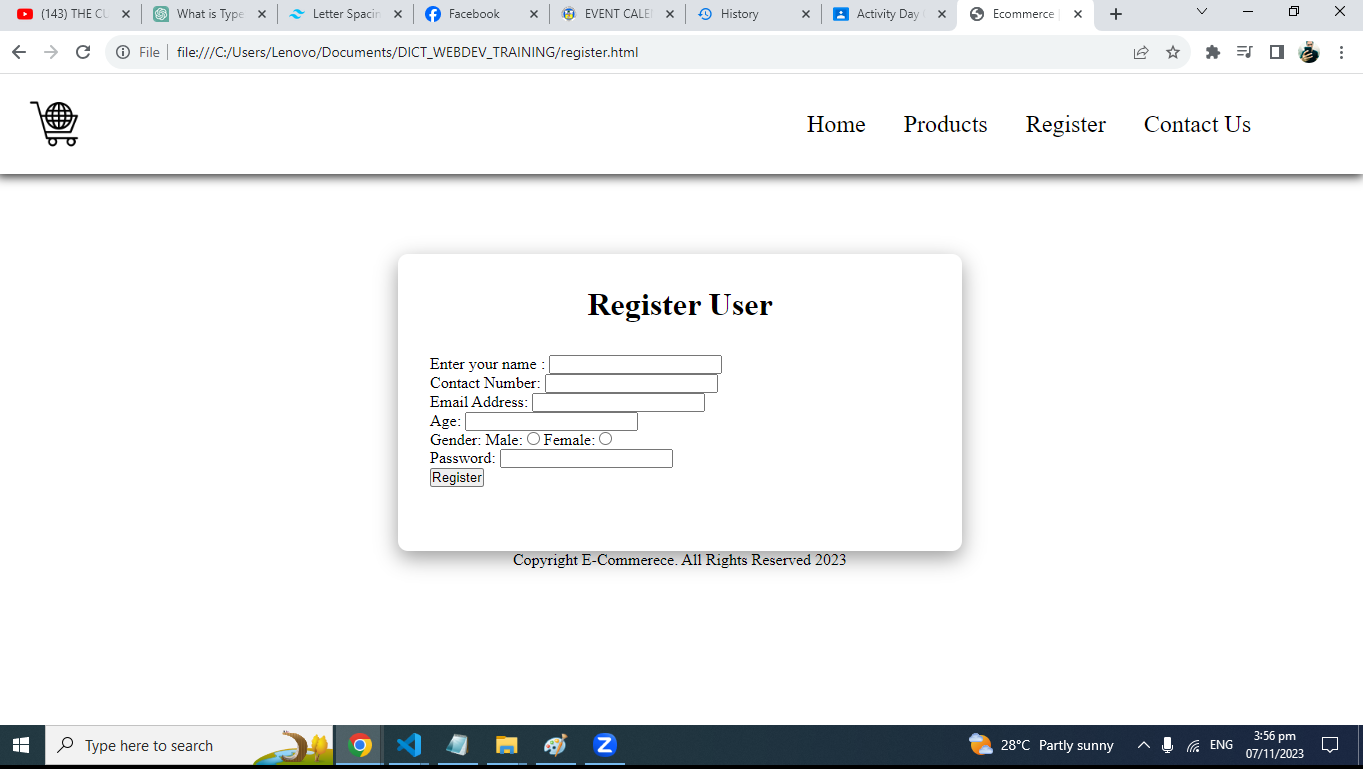 (143) THE CU What is Type Letter Spacin Facebook EVENT CALE History Activity Day Ecommerce
File file:///C:/Users/Lenovo/Documents/DICT_WEBDEV_TRAINING/register.html
Home Products Register Contact Us
Register User
Enter your name :
Contact Number:
Email Address:
Age:
Gender: Male: Female:
Password:
Register
Copyright E-Commerece. All Rights Reserved 2023
Type here to search 28°C Partly sunny ENG 3:56 pm
07/11/2023